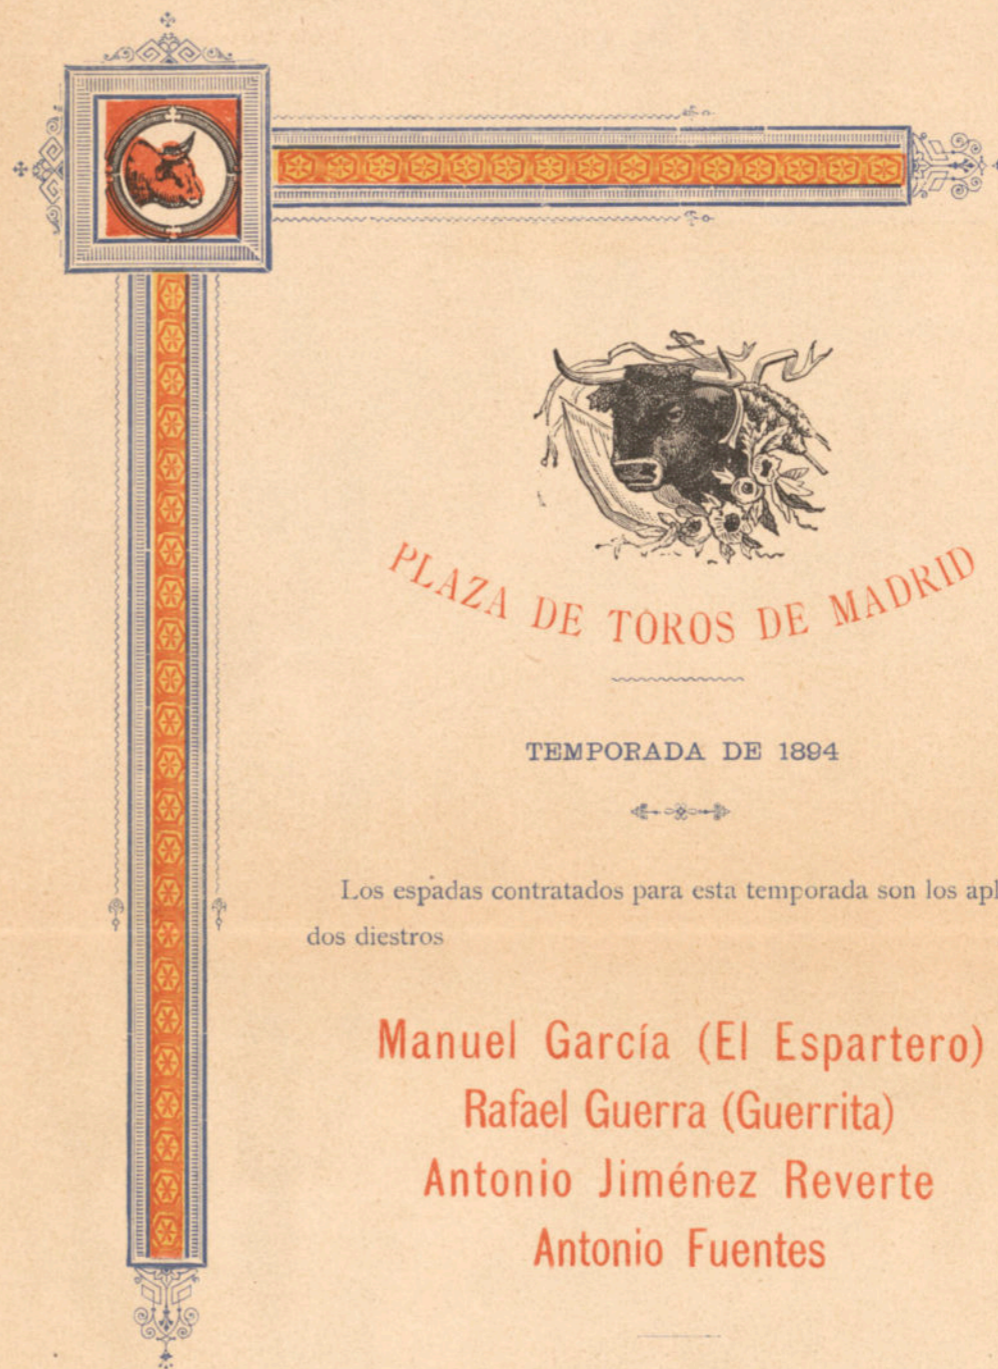 PLAZA DE TOROS DE MADRID
TEMPORADA DE 1894
Los espadas contratados para esta temporada son los apl
dos diestros
Manuel García (El Espartero)
Rafael Guerra (Guerrita)
Antonio Jiménez Reverte
Antonio Fuentes